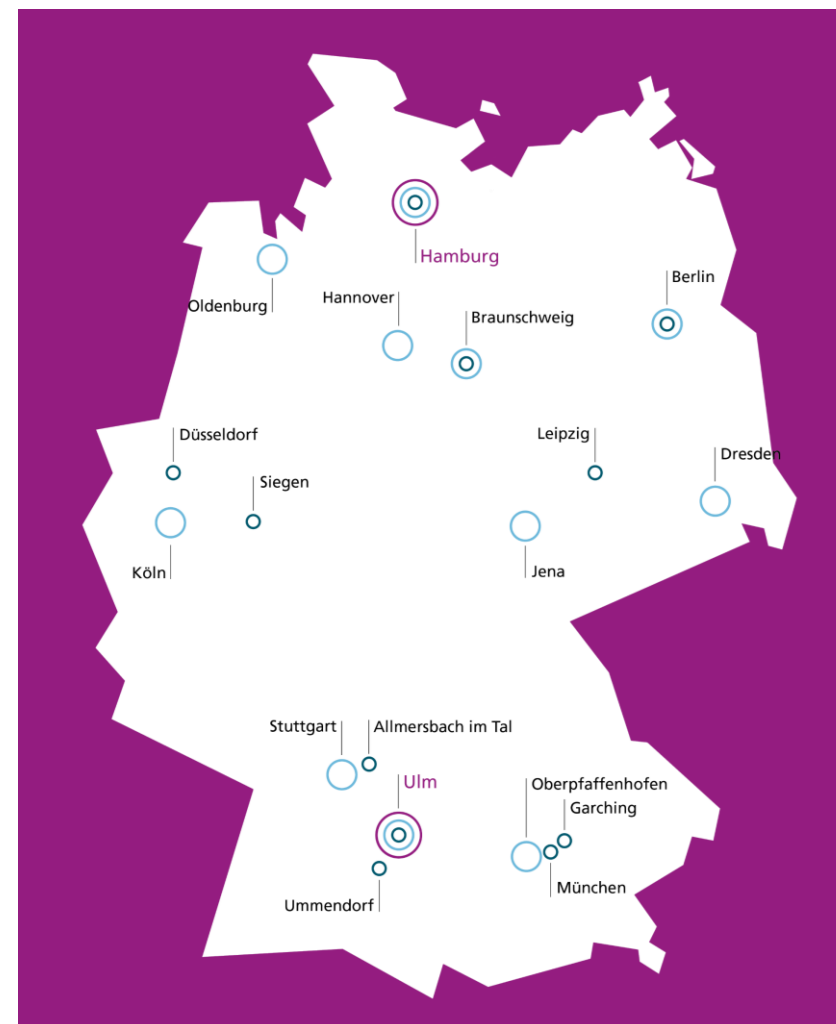 Hamburg
Berlin
Hannover
Oldenburg
Braunschweig
Düsseldorf
Leipzig
Dresden
Siegen
Köln
Jena
Stuttgart
Allmersbach im Tal
Ulm
Oberpfaffenhofen
Garching
München
Ummendorf